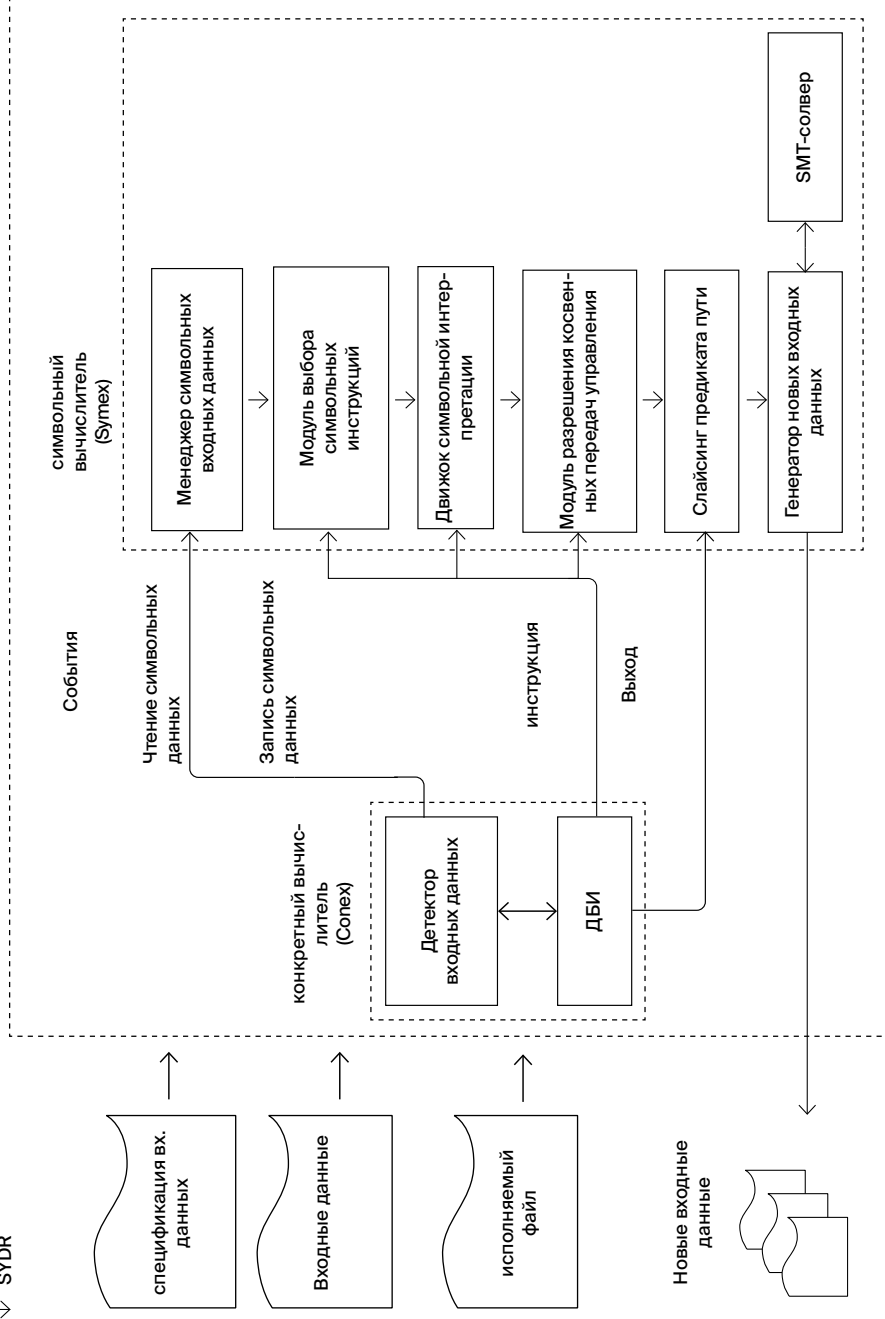 SYDR
спецификация вх.
данных
Входные данные
исполняемый
файл
Новые входные
данные
конкретный вычис-
литель
(Conex)
Детектор
входных данных
ДБИ
События
Чтение символьных
данных
Запись символьных
данных
инструкция
Выход
символьный
вычислитель
(Symex)
Менеджер символьных
входных данных
Модуль выбора
символьных
инструкций
Движок символьной интер-
претации
Модуль разрешения косвен-
ных передач управления
Слайсинг предиката пути
Генератор новых входных
данных
SMT-солвер